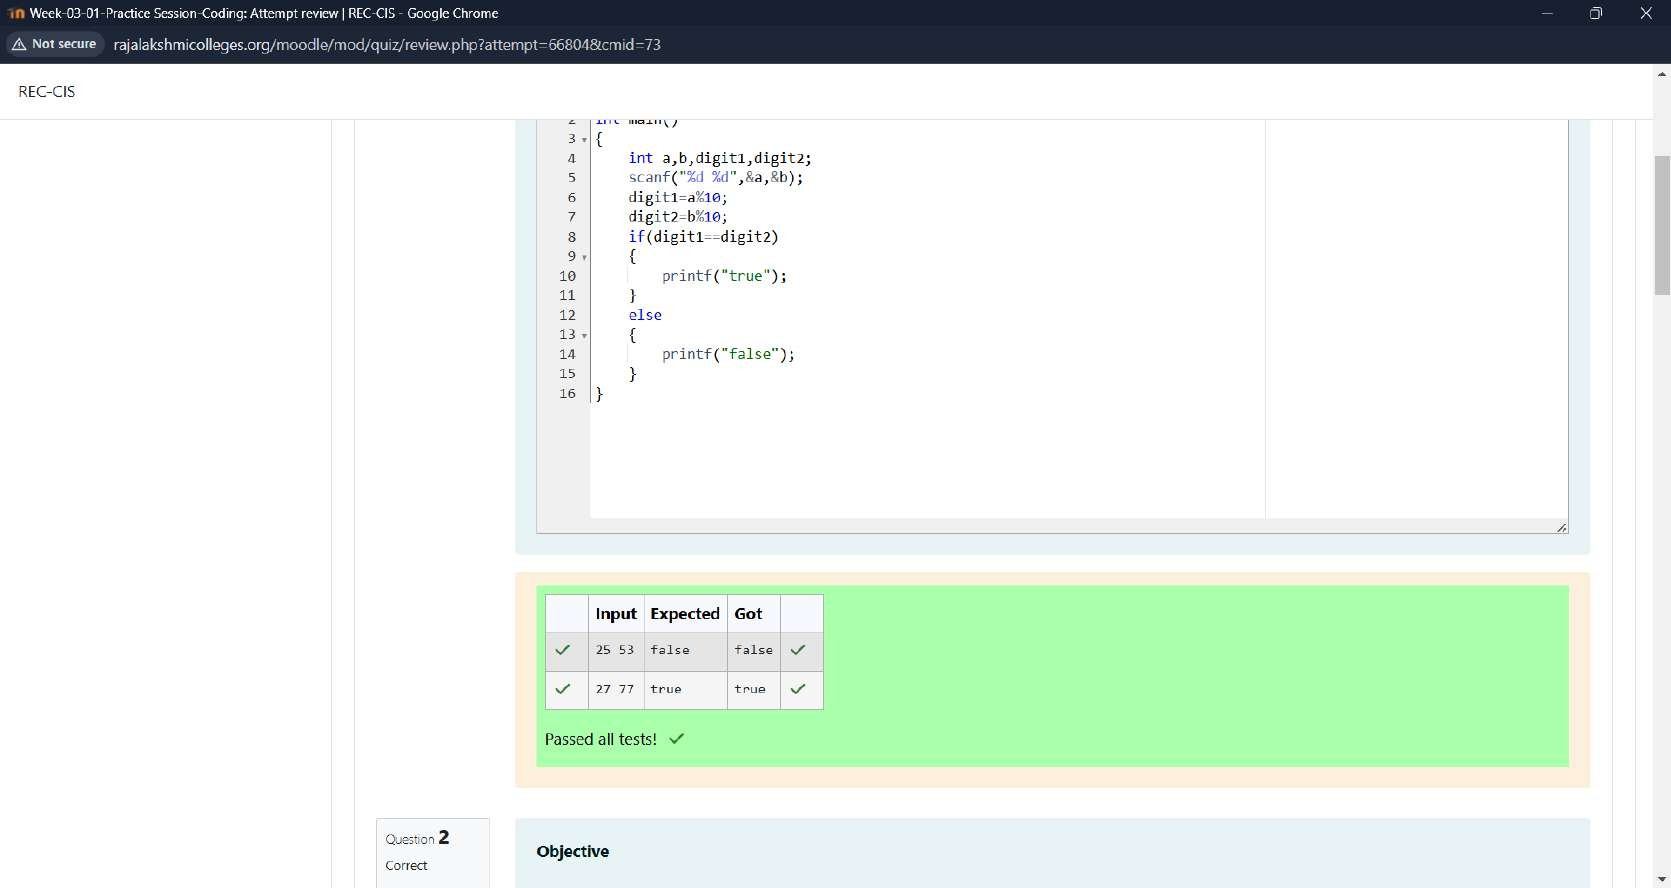 Week-03-01-Practice Session-Coding: Attempt review | REC-CIS - Google Chrome
Not secure rajalakshmicolleges.org/moodle/mod/quiz/review.php?attempt=66804&cmid=73
REC-CIS
2 int main()
3 {
4 int a,b,digit1,digit2;
5 scanf("%d %d",&a,&b);
6 digit1=a%10;
7 digit2=b%10;
8 if(digit1==digit2)
9 {
10 printf("true");
11 }
12 else
13 {
14 printf("false");
15 }
16 }
Input Expected Got
25 53 false false
27 77 true true
Passed all tests!
Question 2
Correct
Objective